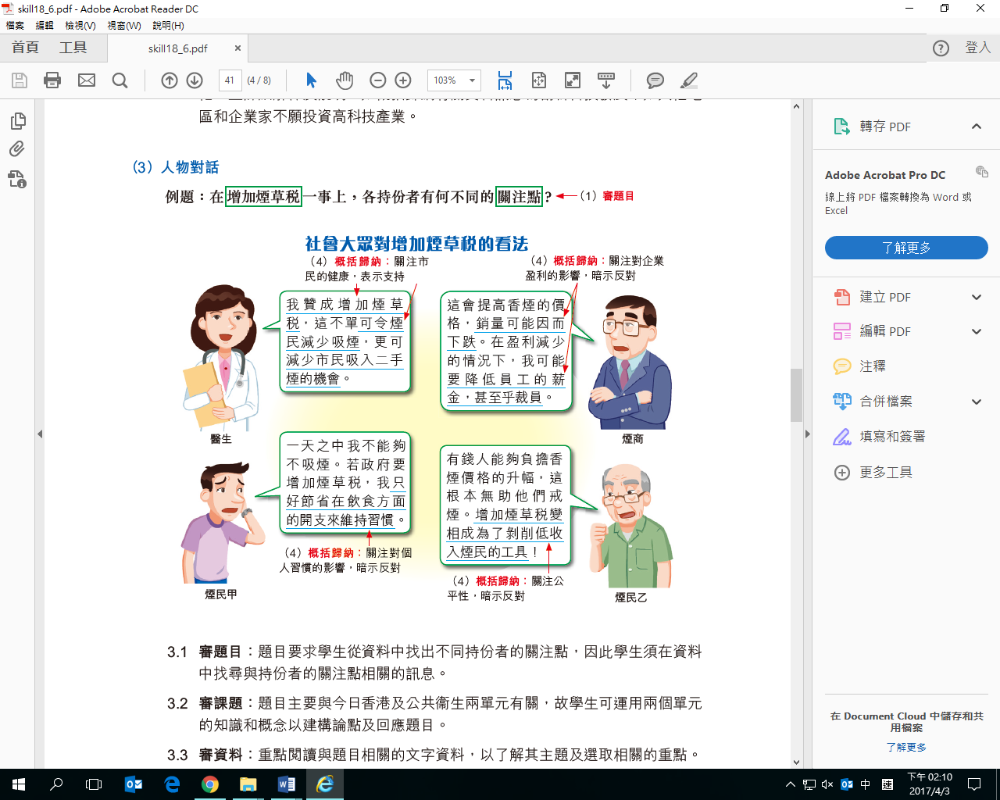 skill18_6.pdf - Adobe Acrobat Reader DC
檔案 編輯 檢視(V) 視窗(W) 說明(H)
首頁 工具 skill18_6.pdf × 登入
41 (4 / 8) 103%
區和企業家不願投資高科技產業。
(3) 人物對話
例題：在增加煙草稅一事上，各持份者有何不同的關注點？ (1) 審題目
社會大眾對增加煙草稅的看法
(4) 概括歸納：關注市
民的健康，表示支持
(4) 概括歸納：關注對企業
盈利的影響，暗示反對
我贊成增加煙草
稅，這不單可令煙
民減少吸煙，更可
減少市民吸入二手
煙的機會。
醫生
這會提高香煙的價
格，銷量可能因而
下跌。在盈利減少
的情況下，我可能
要降低員工的薪
金，甚至乎裁員。
煙商
一天之中我不能夠
不吸煙。若政府要
增加煙草稅，我只
好節省在飲食方面
的開支來維持習慣。
(4) 概括歸納：關注對個
人習慣的影響，暗示反對
煙民甲
有錢人能夠負擔香
煙價格的升幅，這
根本無助他們戒
煙。增加煙草稅變
相成為了剝削低收
入煙民的工具！
(4) 概括歸納：關注公
平性，暗示反對
煙民乙
3.1 審題目：題目要求學生從資料中找出不同持份者的關注點，因此學生須在資料
中找尋與持份者的關注點相關的訊息。
3.2 審課題：題目主要與今日香港及公共衞生兩單元有關，故學生可運用兩個單元
的知識和概念以建構論點及回應題目。
3.3 審資料：重點閱讀與題目相關的文字資料，以了解其主題及選取相關的重點。
轉存 PDF
Adobe Acrobat Pro DC
線上將 PDF 檔案轉換為 Word 或
Excel
了解更多
建立 PDF
編輯 PDF
注釋
合併檔案
填寫和簽署
更多工具
在 Document Cloud 中儲存和共
用檔案
了解更多
中 下午 02:10
2017/4/3